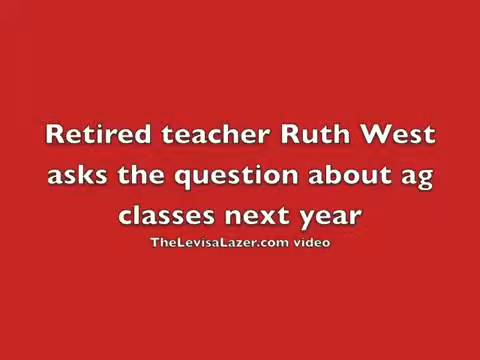 Retired teacher Ruth West
asks the question about ag
classes next year
TheLevisaLazer.com video